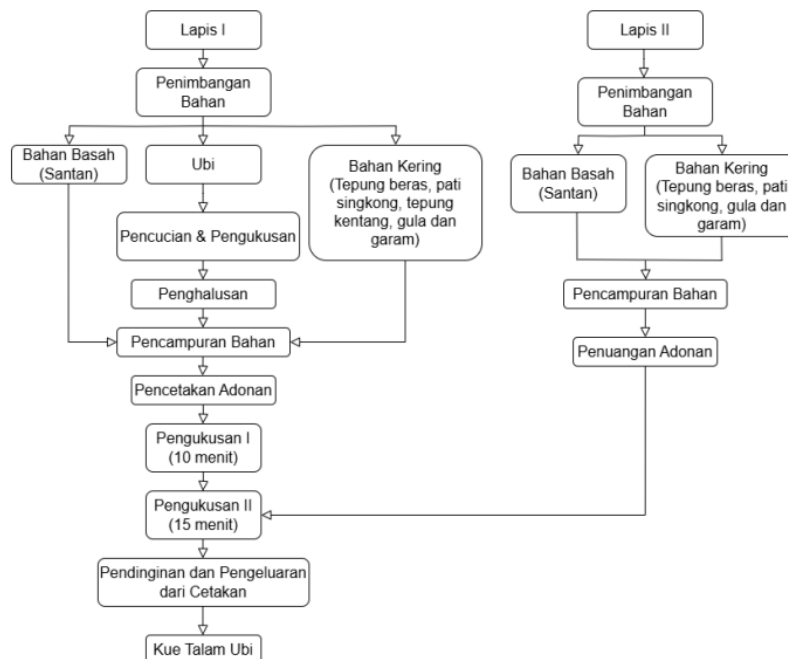 Lapis I
Penimbangan
Bahan
Bahan Basah
(Santan)
Ubi
Bahan Kering
(Tepung beras, pati
singkong, tepung
kentang, gula dan
garam)
Pencucian & Pengukusan
Penghalusan
Pencampuran Bahan
Pencetakan Adonan
Pengukusan I
(10 menit)
Pengukusan II
(15 menit)
Pendinginan dan Pengeluaran
dari Cetakan
Kue Talam Ubi
Lapis II
Penimbangan
Bahan
Bahan Basah
(Santan)
Bahan Kering
(Tepung beras, pati
singkong, gula dan
garam)
Pencampuran Bahan
Penuangan Adonan